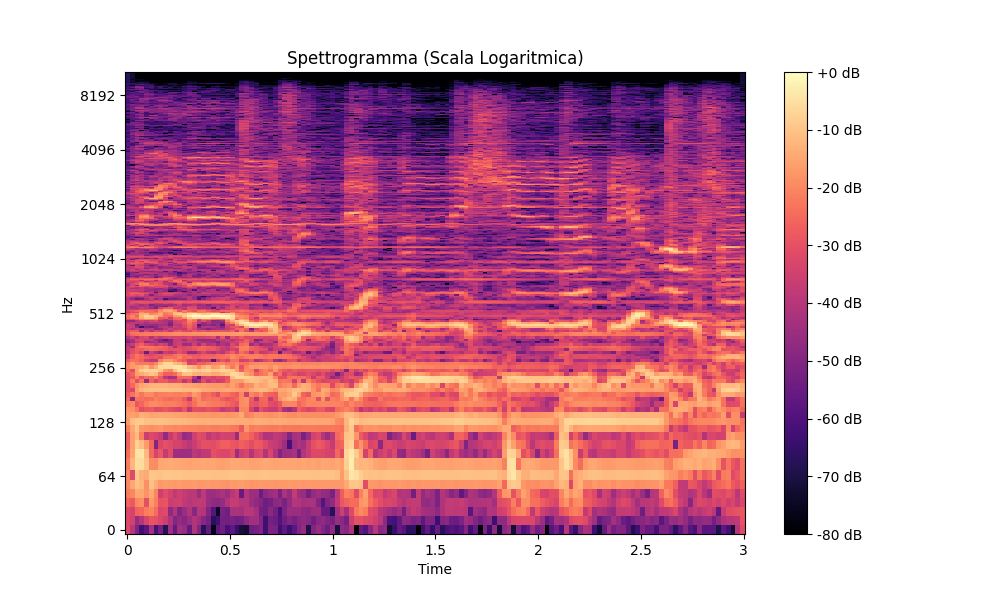 Spettrogramma (Scala Logaritmica)
Hz
8192
4096
2048
1024
512
256
128
64
0
0 0.5 1 1.5 2 2.5 3
Time
+0 dB
-10 dB
-20 dB
-30 dB
-40 dB
-50 dB
-60 dB
-70 dB
-80 dB